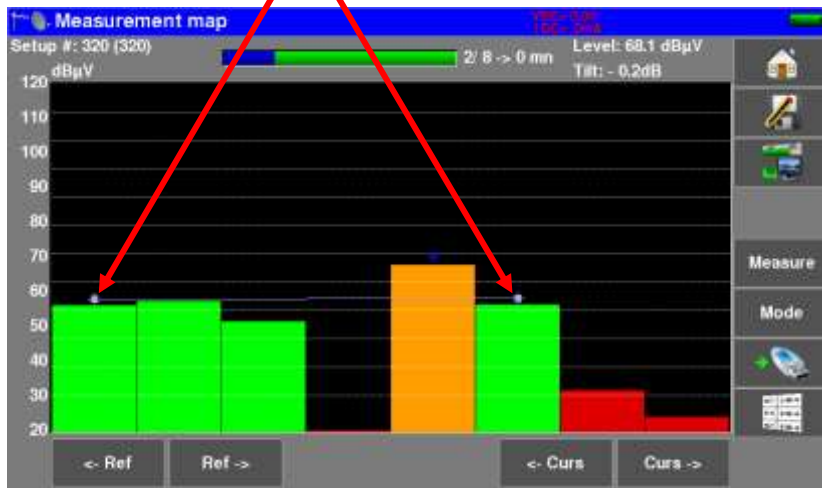 Measurement map
Setup #: 320 (320)
2/ 8 -> 0 mn
Level: 68.1 dBµV
Tilt: - 0.2dB
dBµV
120
110
100
90
80
70
60
50
40
30
20
Measure
Mode
<- Ref
Ref ->
<- Curs
Curs ->